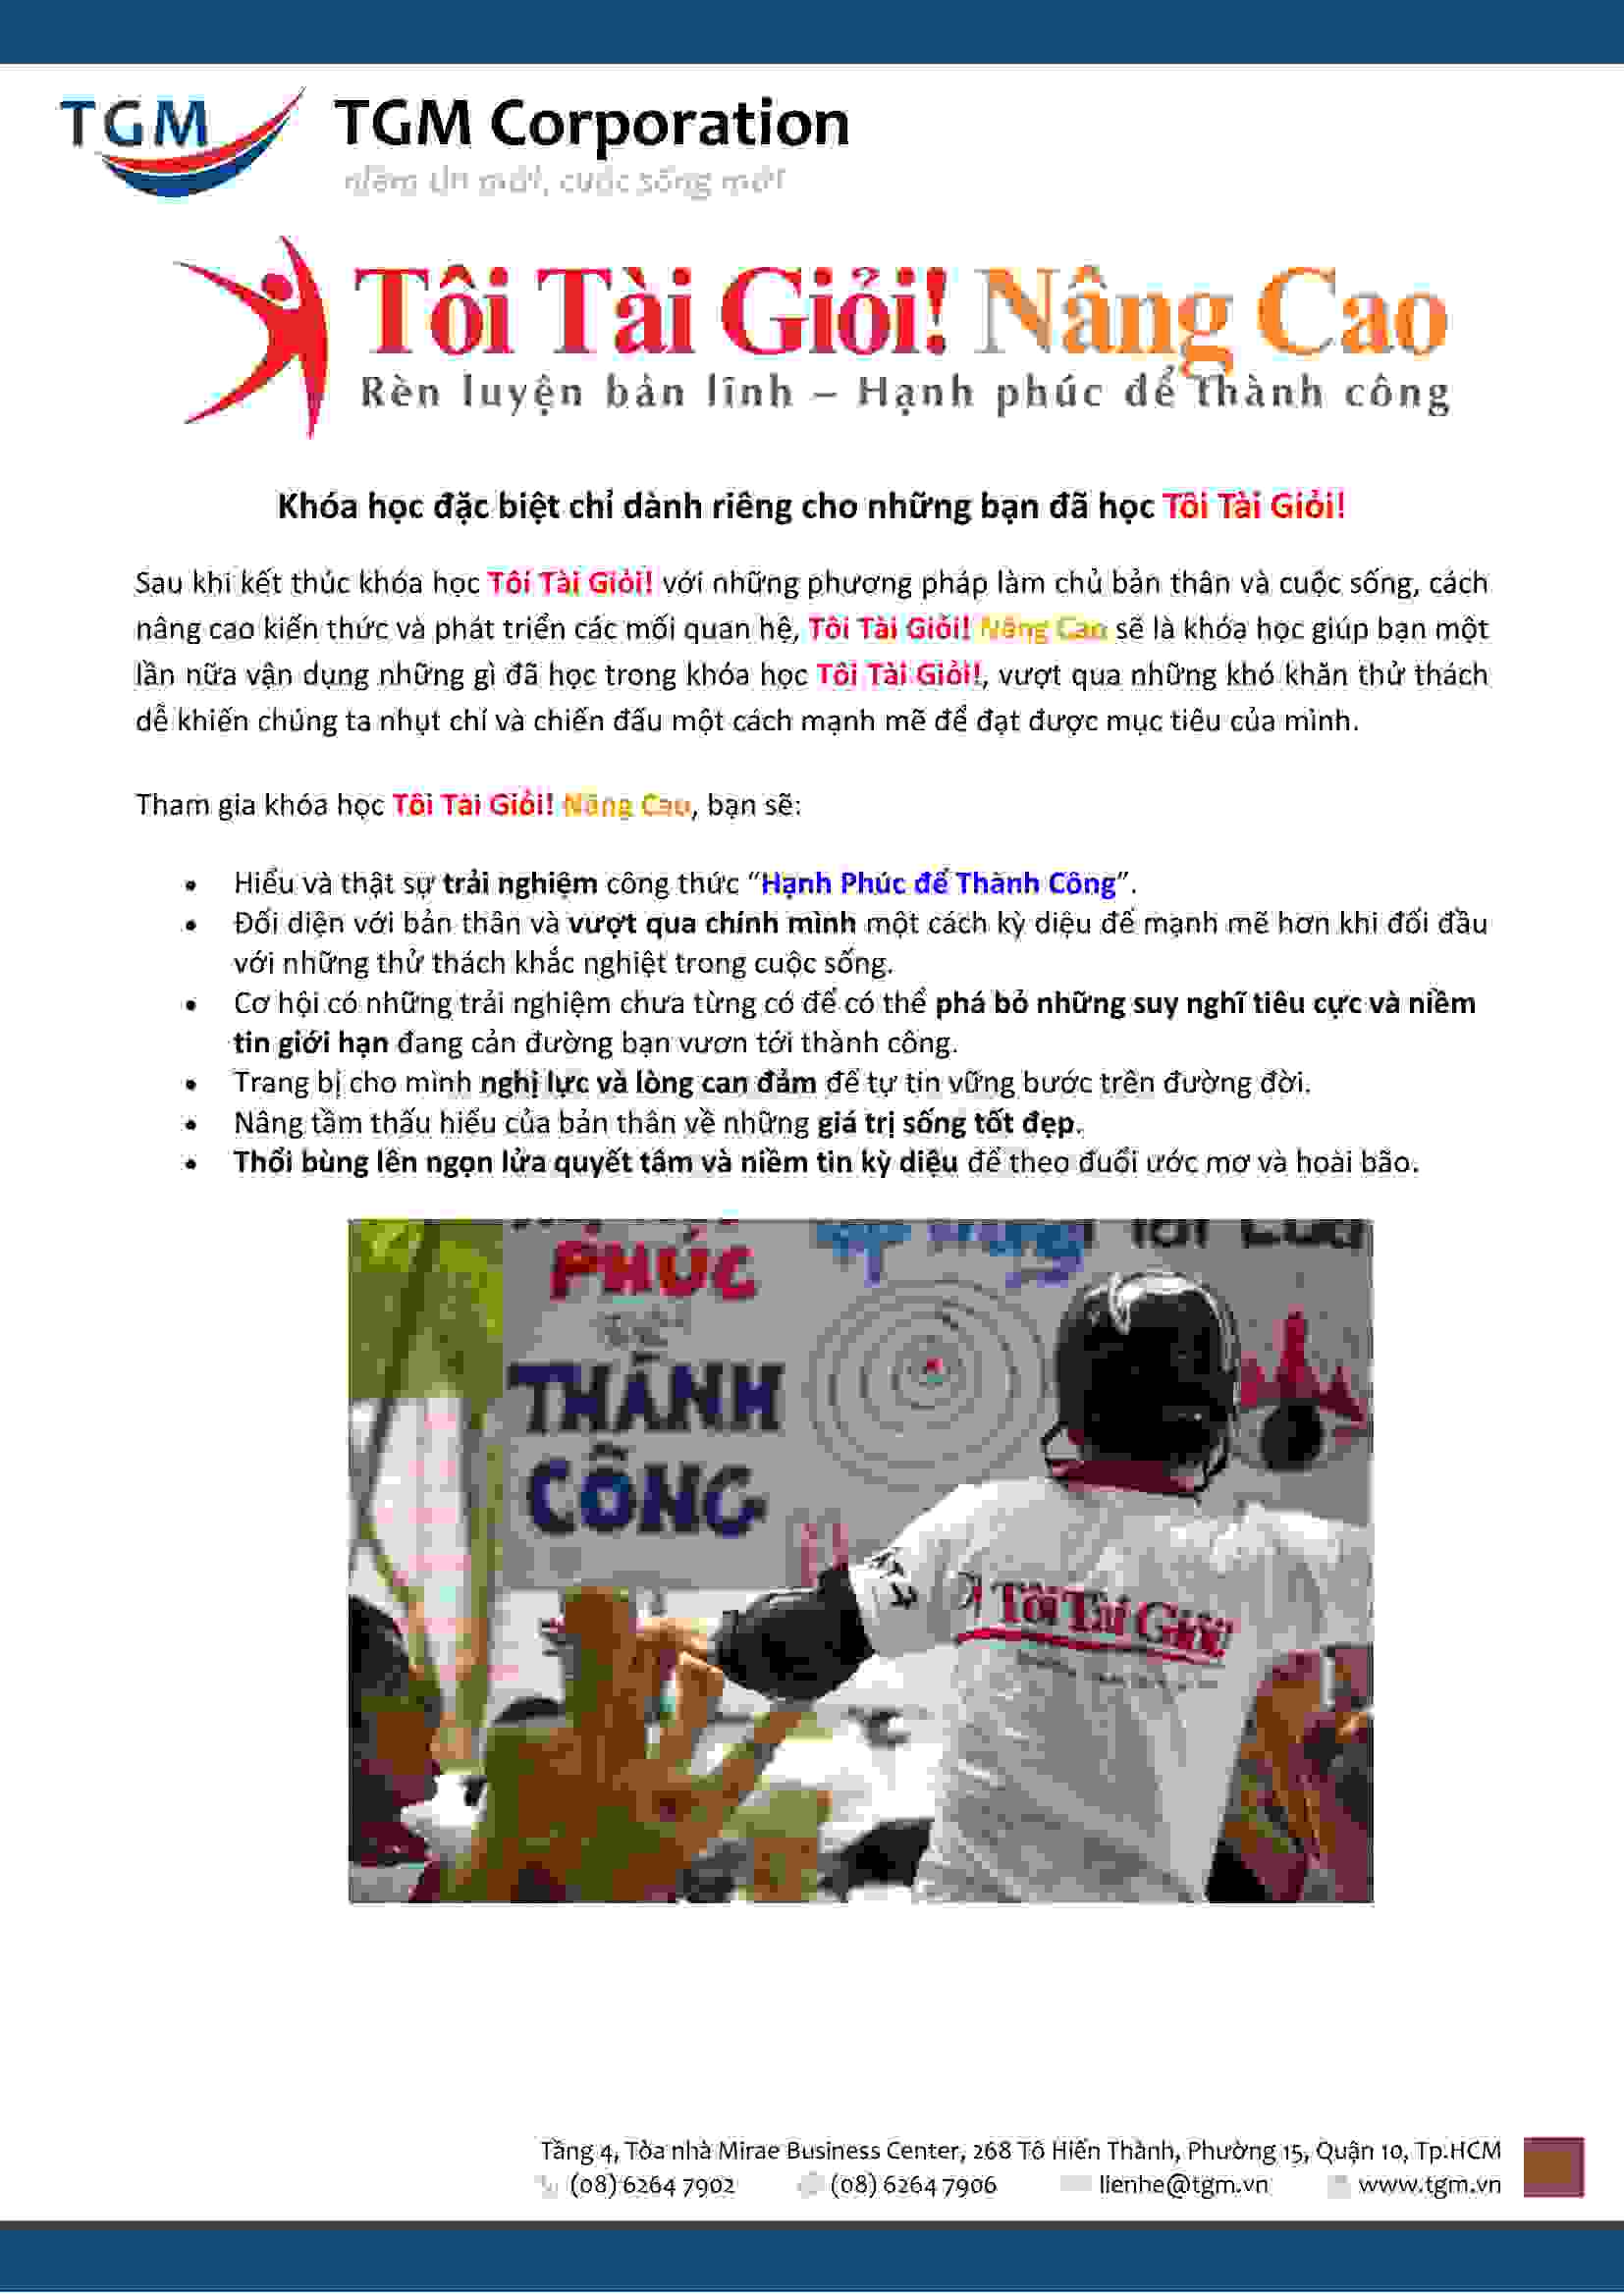 TGM
TGM Corporation
niềm tin mới, cuộc sống mới
Tôi Tài Giỏi! Nâng Cao
Rèn luyện bản lĩnh – Hạnh phúc để thành công
Khóa học đặc biệt chỉ dành riêng cho những bạn đã học Tôi Tài Giỏi!
Sau khi kết thúc khóa học Tôi Tài Giỏi! với những phương pháp làm chủ bản thân và cuộc sống, cách
nâng cao kiến thức và phát triển các mối quan hệ, Tôi Tài Giỏi! Nâng Cao sẽ là khóa học giúp bạn một
lần nữa vận dụng những gì đã học trong khóa học Tôi Tài Giỏi!, vượt qua những khó khăn thử thách
dễ khiến chúng ta nhụt chí và chiến đấu một cách mạnh mẽ để đạt được mục tiêu của mình.
Tham gia khóa học Tôi Tài Giỏi! Nâng Cao, bạn sẽ:
• Hiểu và thật sự trải nghiệm công thức “Hạnh Phúc để Thành Công”.
• Đối diện với bản thân và vượt qua chính mình một cách kỳ diệu để mạnh mẽ hơn khi đối đầu
với những thử thách khắc nghiệt trong cuộc sống.
• Cơ hội có những trải nghiệm chưa từng có để có thể phá bỏ những suy nghĩ tiêu cực và niềm
tin giới hạn đang cản đường bạn vươn tới thành công.
• Trang bị cho mình nghị lực và lòng can đảm để tự tin vững bước trên đường đời.
• Nâng tầm thấu hiểu của bản thân về những giá trị sống tốt đẹp.
• Thổi bùng lên ngọn lửa quyết tâm và niềm tin kỳ diệu để theo đuổi ước mơ và hoài bão.
PHÚC
THÀNH
CÔNG
Tôi Tài Giỏi!
Tầng 4, Tòa nhà Mirae Business Center, 268 Tô Hiến Thành, Phường 15, Quận 10, Tp.HCM
(08) 6264 7902 (08) 6264 7906 lienhe@tgm.vn www.tgm.vn